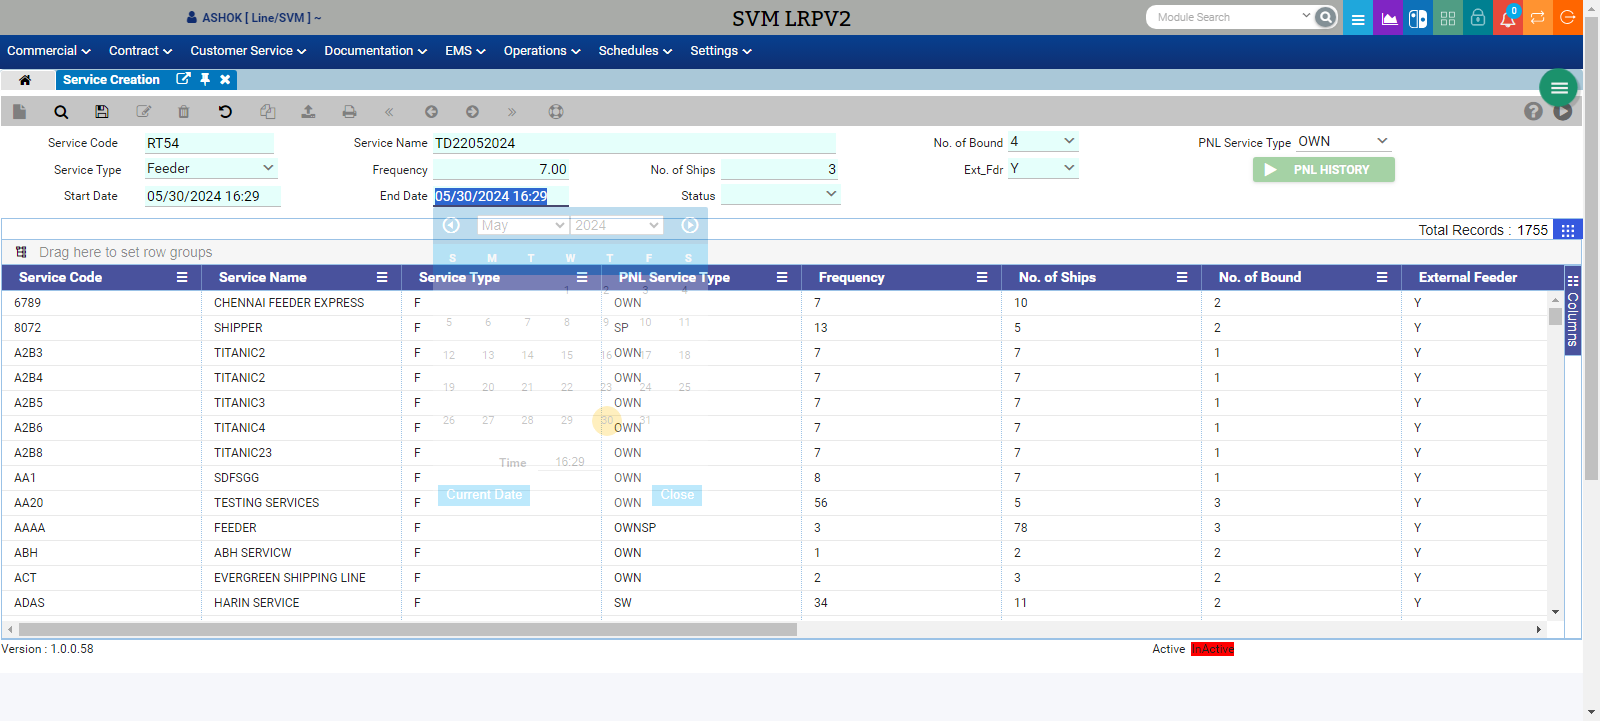 ASHOK [ Line/SVM ] ~ SVM LRPV2 Module Search 0
Commercial Contract Customer Service Documentation EMS Operations Schedules Settings
Service Creation
Service Code RT54 Service Name TD22052024 No. of Bound 4 PNL Service Type OWN
Service Type Feeder Frequency 7.00 No. of Ships 3 Ext_Fdr Y PNL HISTORY
Start Date 05/30/2024 16:29 End Date 05/30/2024 16:29 Status
May 2024
Total Records : 1755
Drag here to set row groups
S M T W T F S
Service Code Service Name Service Type PNL Service Type Frequency No. of Ships No. of Bound External Feeder
Columns
1 2 3 4
6789 CHENNAI FEEDER EXPRESS F OWN 7 10 2 Y
5 6 7 8 9 10 11
8072 SHIPPER F SP 13 5 2 Y
12 13 14 15 16 17 18
A2B3 TITANIC2 F OWN 7 7 1 Y
A2B4 TITANIC2 F OWN 7 7 1 Y
19 20 21 22 23 24 25
A2B5 TITANIC3 F OWN 7 7 1 Y
26 27 28 29 30 31
A2B6 TITANIC4 F OWN 7 7 1 Y
A2B8 TITANIC23 F OWN 7 7 1 Y
Time 16:29
AA1 SDFSGG F OWN 8 7 1 Y
Current Date Close
AA20 TESTING SERVICES F OWN 56 5 3 Y
AAAA FEEDER F OWNSP 3 78 3 Y
ABH ABH SERVICW F OWN 1 2 2 Y
ACT EVERGREEN SHIPPING LINE F OWN 2 3 2 Y
ADAS HARIN SERVICE F SW 34 11 2 Y
Version : 1.0.0.58 Active InActive